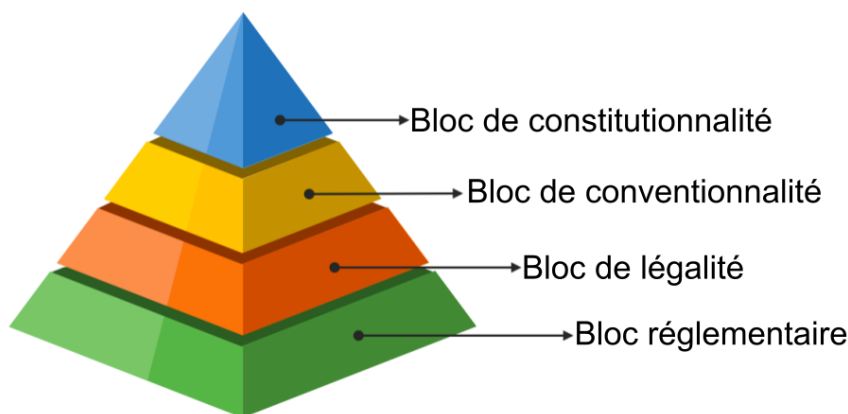 Bloc de constitutionnalité
Bloc de conventionnalité
Bloc de légalité
Bloc réglementaire